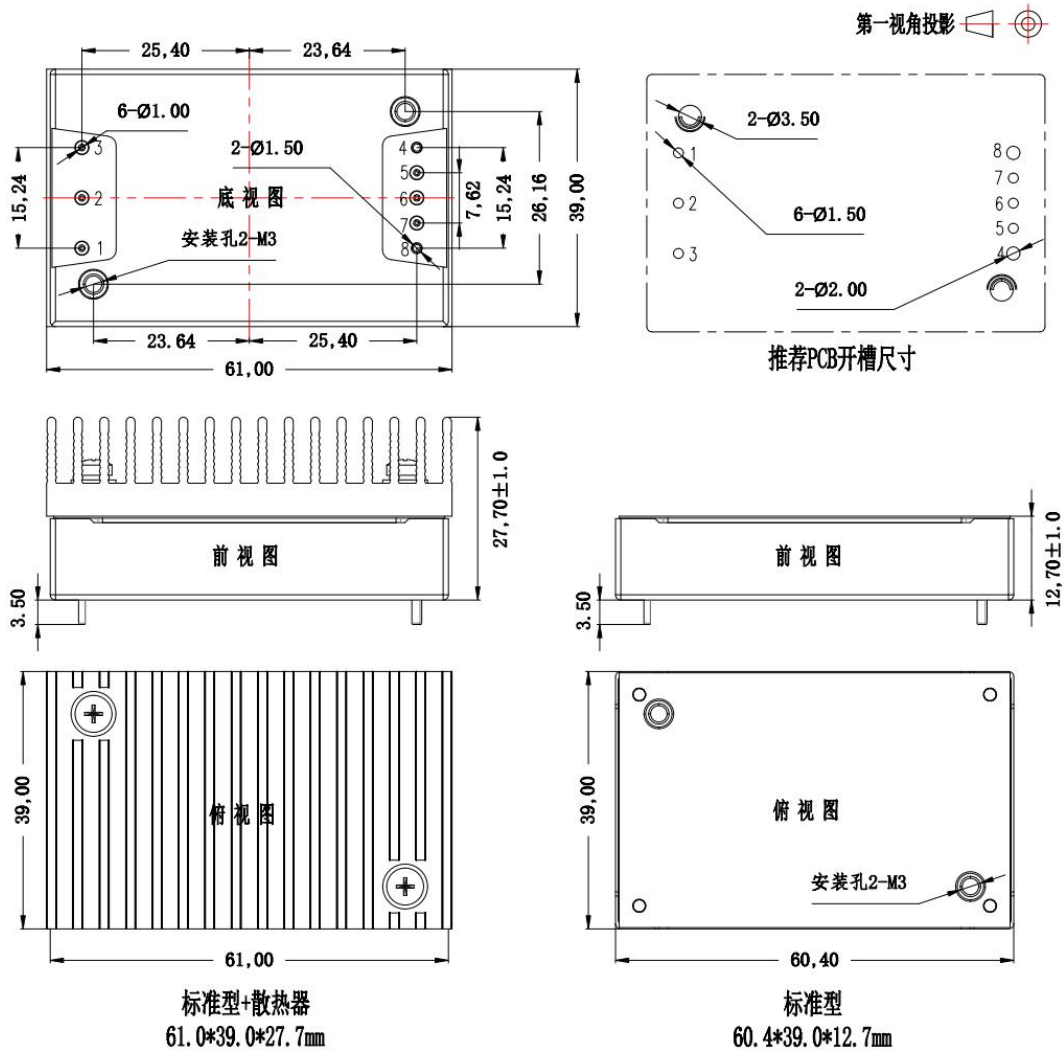 第一视角投影
25,40
23,64
6-Ø1.00
2-Ø1.50
3
2
1
4
5
6
7
8
15,24
底视图
安装孔2-M3
7,62
15,24
26,16
39,00
23.64
25,40
61,00
2-Ø3.50
1
2
3
8
7
6
5
4
6-Ø1.50
2-Ø2.00
推荐PCB开槽尺寸
前视图
27,70±1.0
3.50
前视图
12,70±1.0
3.50
39,00
俯视图
61,00
标准型+散热器
61.0*39.0*27.7mm
39,00
俯视图
安装孔2-M3
60,40
标准型
60.4*39.0*12.7mm